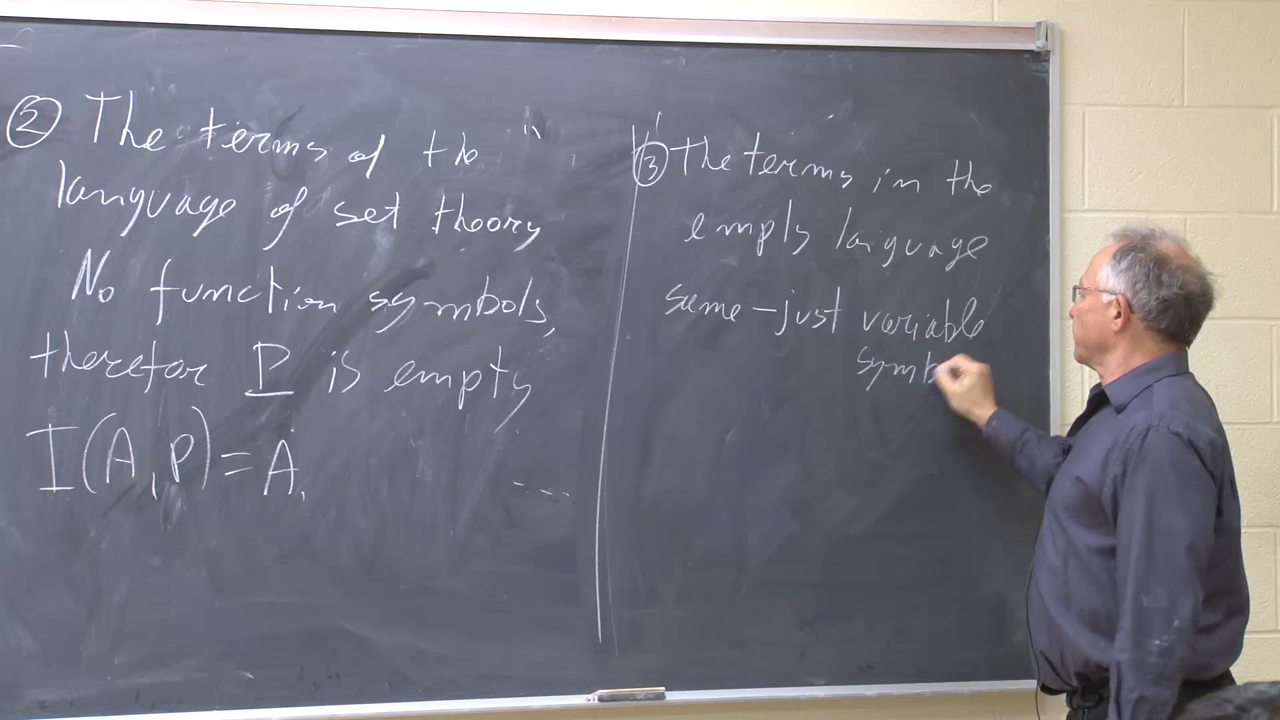 ② The terms of the
language of set theory
No function symbols,
therefor P is empty
I(A,P)=A.
③ The terms in the
empty language
same – just variable
symb